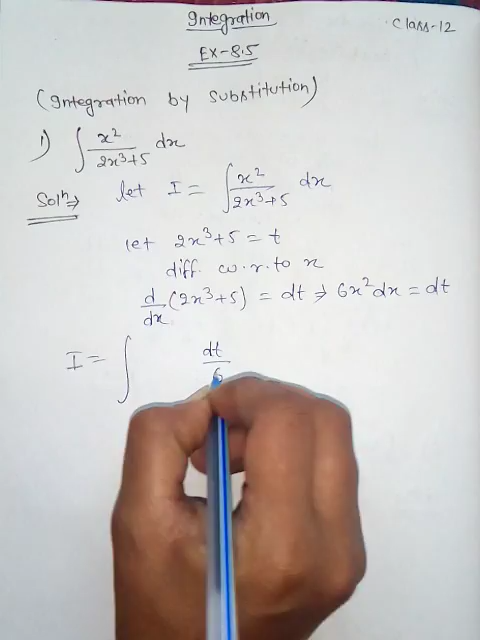 Integration
Class-12
EX-8.5
(Integration by substitution)
1) ∫ x²/(2x³+5) dx
Solⁿ⇒ let I = ∫ x²/(2x³+5) dx
let 2x³+5 = t
diff. w.r.to x
d/dx (2x³+5) = dt ⇒ 6x²dx = dt
I = ∫ dt/6